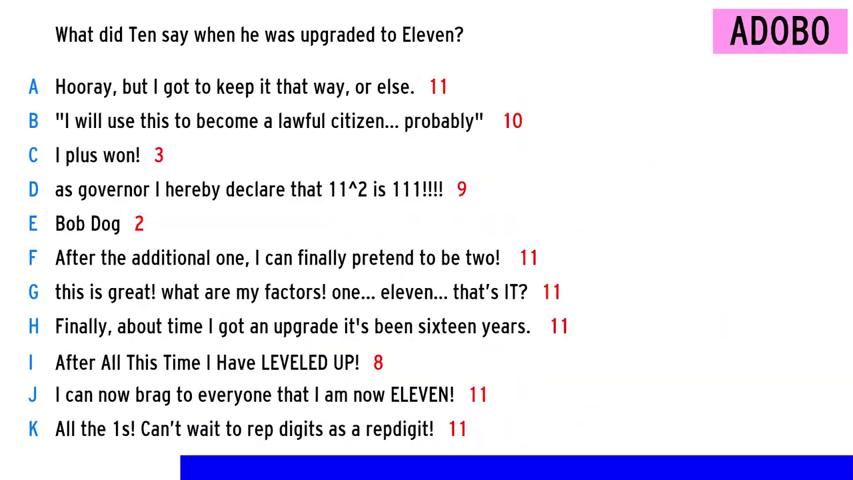 What did Ten say when he was upgraded to Eleven?
ADOBO
A Hooray, but I got to keep it that way, or else. 11
B "I will use this to become a lawful citizen... probably" 10
C I plus won! 3
D as governor I hereby declare that 11^2 is 111!!!! 9
E Bob Dog 2
F After the additional one, I can finally pretend to be two! 11
G this is great! what are my factors! one... eleven... that's IT? 11
H Finally, about time I got an upgrade it's been sixteen years. 11
I After All This Time I Have LEVELED UP! 8
J I can now brag to everyone that I am now ELEVEN! 11
K All the 1s! Can't wait to rep digits as a repdigit! 11